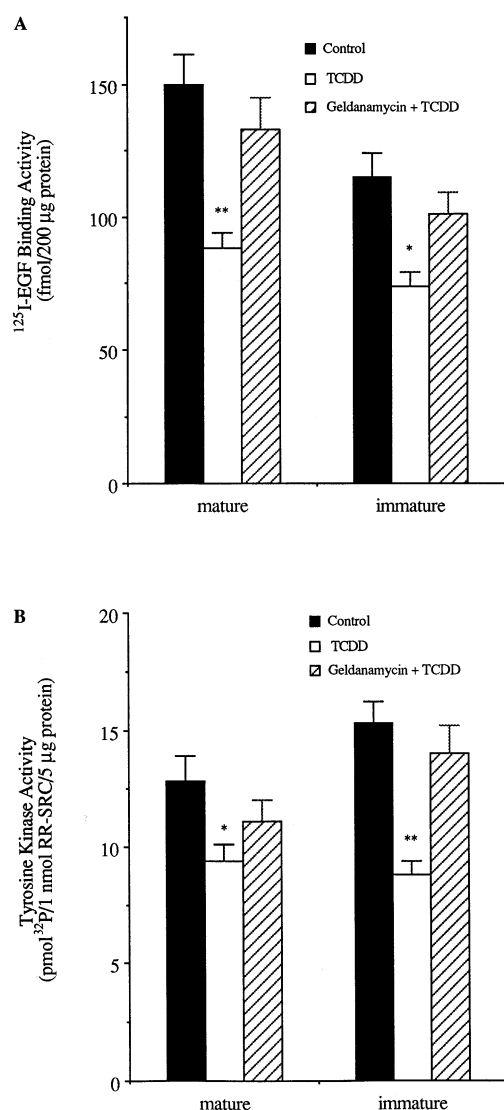 A
Control
TCDD
Geldanamycin + TCDD
¹²⁵I-EGF Binding Activity
(fmol/200 µg protein)
150
100
50
0
**
*
mature
immature
B
Control
TCDD
Geldanamycin + TCDD
Tyrosine Kinase Activity
(pmol ³²P/1 nmol RR-SRC/5 µg protein)
20
15
10
5
0
*
**
mature
immature